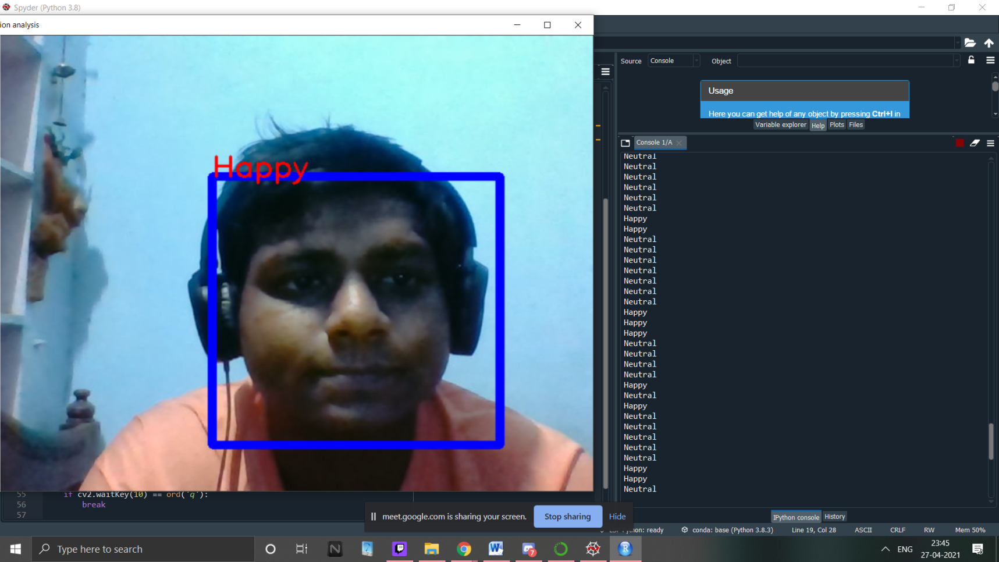 Spyder (Python 3.8)
ion analysis
Happy
Source Console Object
Usage
Here you can get help of any object by pressing Ctrl+I in
Variable explorer Help Plots Files
Console 1/A
Neutral
Neutral
Neutral
Neutral
Neutral
Neutral
Happy
Happy
Neutral
Neutral
Neutral
Neutral
Neutral
Neutral
Neutral
Happy
Happy
Happy
Neutral
Neutral
Neutral
Neutral
Happy
Neutral
Happy
Neutral
Neutral
Neutral
Neutral
Neutral
Happy
Happy
Neutral
55 if cv2.waitKey(10) == ord('q'):
56 break
57
meet.google.com is sharing your screen. Stop sharing Hide
IPython console History
Python: ready conda: base (Python 3.8.3) Line 19, Col 28 ASCII CRLF RW Mem 50%
Type here to search
N
W
7
R
ENG
23:45
27-04-2021